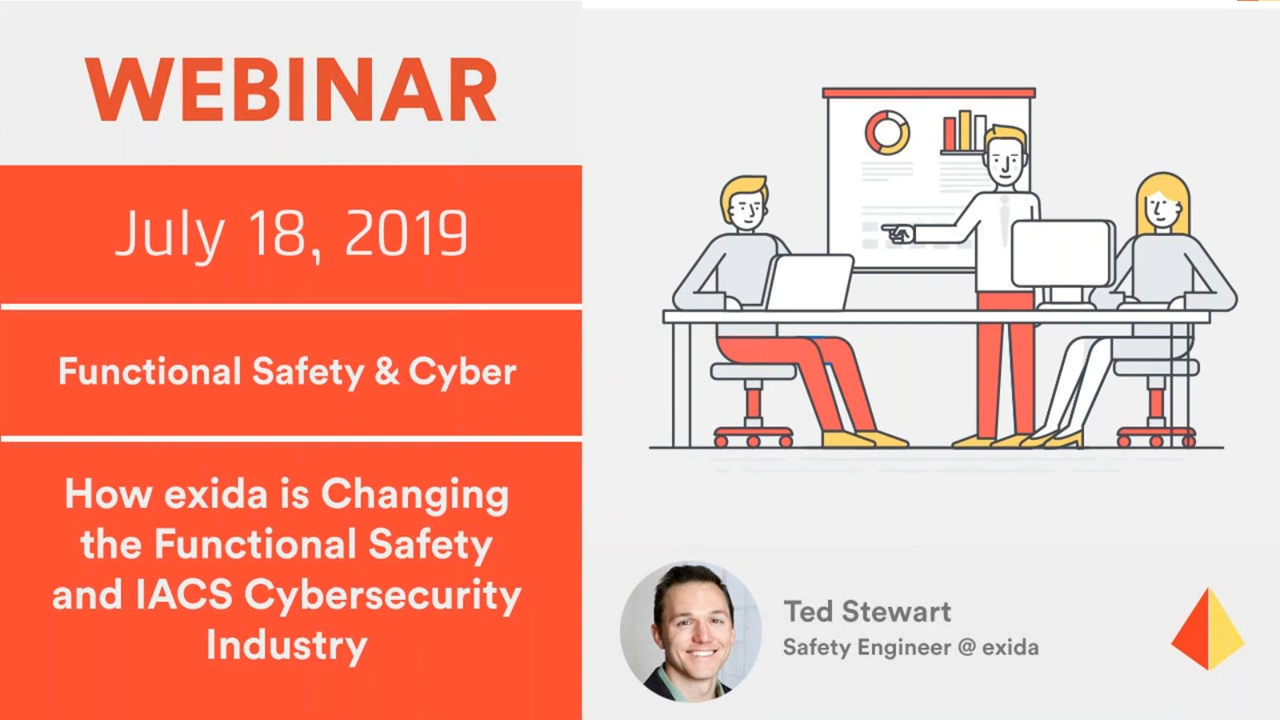 WEBINAR
July 18, 2019
Functional Safety & Cyber
How exida is Changing
the Functional Safety
and IACS Cybersecurity
Industry
Ted Stewart
Safety Engineer @ exida